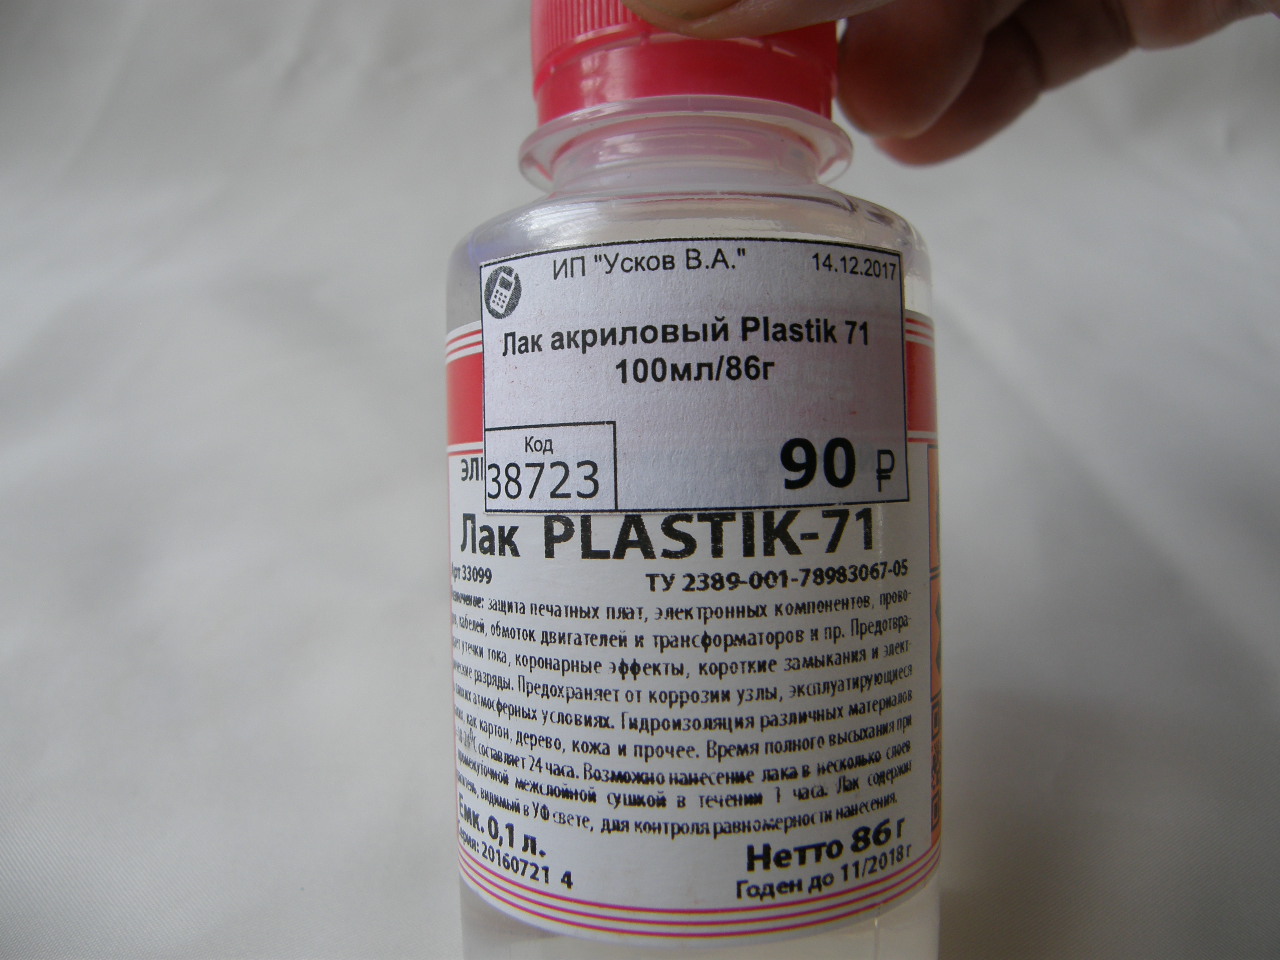 ИП "Усков В.А." 14.12.2017
Лак акриловый Plastik 71
100мл/86г
Код
38723
90 ₽
Лак PLASTIK-71
33099 ТУ 2389-001-78983067-05
защита печатных плат, электронных компонентов, прово-
кабелей, обмоток двигателей и трансформаторов и пр. Предотвра-
утечки тока, коронарные эффекты, короткие замыкания и элект-
разряды. Предохраняет от коррозии узлы, эксплуатирующиеся
атмосферных условиях. Гидроизоляция различных материалов
как картон, дерево, кожа и прочее. Время полного высыхания при
составляет 24 часа. Возможно нанесение лака в несколько слоев
межслойной сушкой в течении 1 часа. Лак содержит
видимый в УФ свете, для контроля равномерности нанесения.
Емк. 0,1 л. Нетто 86 г
Серия: 20160721 4 Годен до 11/2018 г